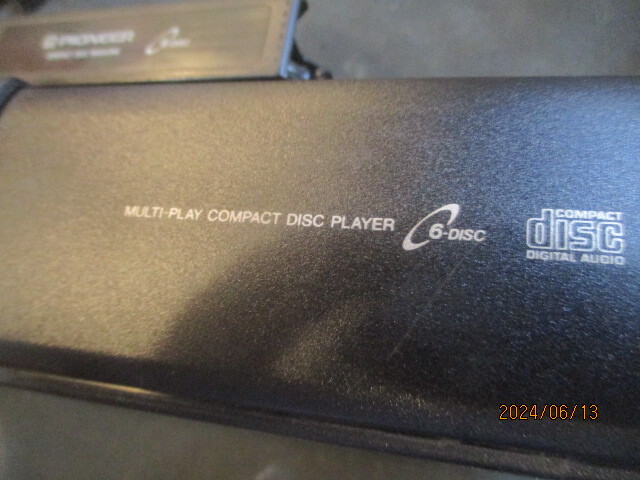 PIONEER 6-DISC
MULTI-PLAY COMPACT DISC PLAYER 6-DISC
COMPACT
disc
DIGITAL AUDIO
2024/06/13